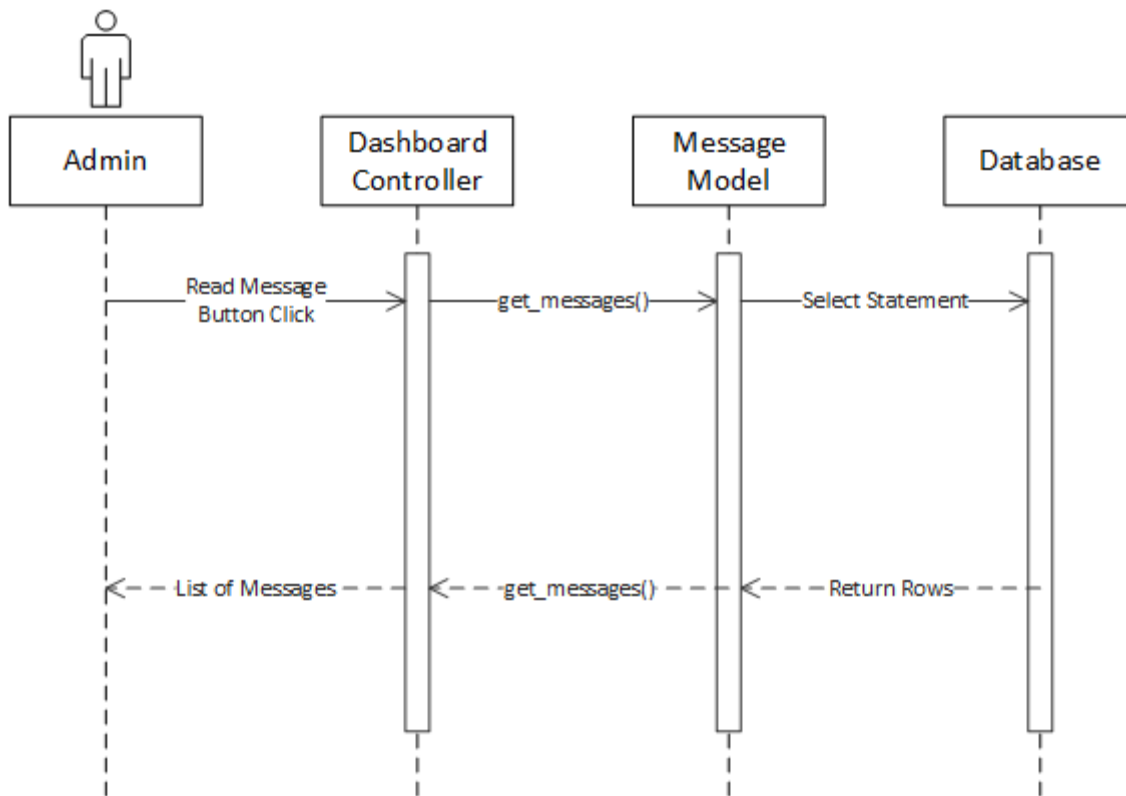 Admin
Dashboard
Controller
Message
Model
Database
Read Message
Button Click
get_messages()
Select Statement
List of Messages
get_messages()
Return Rows